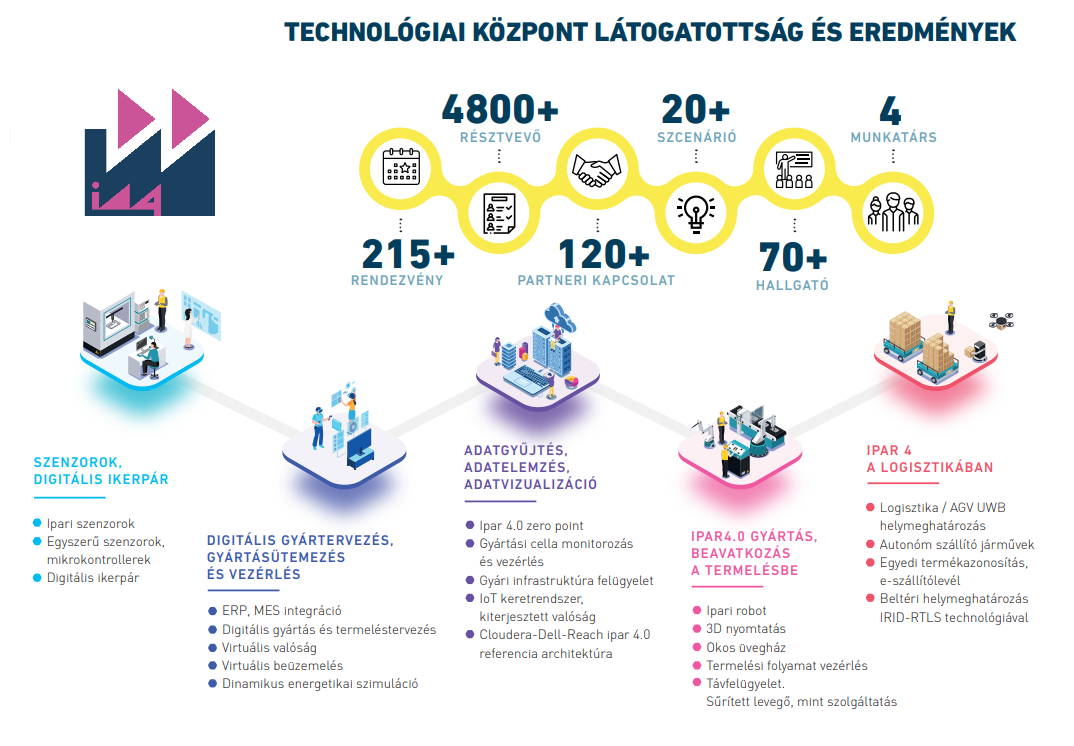 TECHNOLÓGIAI KÖZPONT LÁTOGATOTTSÁG ÉS EREDMÉNYEK
i4
4800+
RÉSZTVEVŐ
20+
SZCENÁRIÓ
4
MUNKATÁRS
215+
RENDEZVÉNY
120+
PARTNERI KAPCSOLAT
70+
HALLGATÓ
SZENZOROK,
DIGITÁLIS IKERPÁR
Ipari szenzorok
Egyszerű szenzorok,
mikrokontrollerek
Digitális ikerpár
DIGITÁLIS GYÁRTERVEZÉS,
GYÁRTÁSÜTEMEZÉS
ÉS VEZÉRLÉS
ERP, MES integráció
Digitális gyártás és termeléstervezés
Virtuális valóság
Virtuális beüzemelés
Dinamikus energetikai szimuláció
ADATGYŰJTÉS,
ADATELEMZÉS,
ADATVIZUALIZÁCIÓ
Ipar 4.0 zero point
Gyártási cella monitorozás
és vezérlés
Gyári infrastruktúra felügyelet
IoT keretrendszer,
kiterjesztett valóság
Cloudera-Dell-Reach ipar 4.0
referencia architektúra
IPAR4.0 GYÁRTÁS,
BEAVATKOZÁS
A TERMELÉSBE
Ipari robot
3D nyomtatás
Okos üvegház
Termelési folyamat vezérlés
Távfelügyelet.
Sűrített levegő, mint szolgáltatás
IPAR 4
A LOGISZTIKÁBAN
Logisztika / AGV UWB
helymeghatározás
Autonóm szállító járművek
Egyedi termékazonosítás,
e-szállítólevél
Beltéri helymeghatározás
IRID-RTLS technológiával